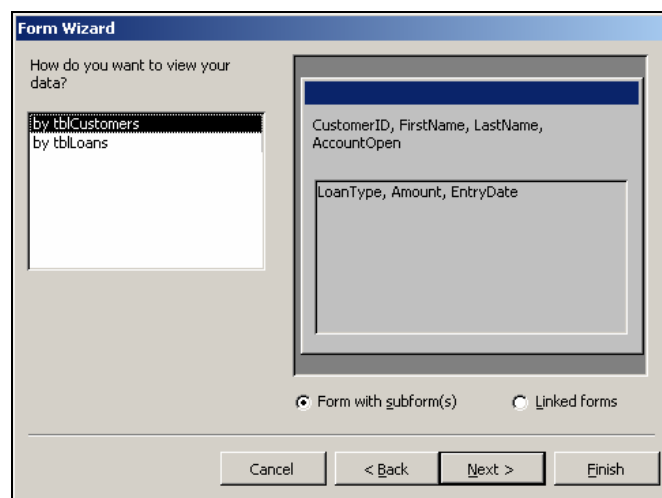 Form Wizard
How do you want to view your
data?
by tblCustomers
by tblLoans
CustomerID, FirstName, LastName,
AccountOpen
LoanType, Amount, EntryDate
Form with subform(s)
Linked forms
Cancel
< Back
Next >
Finish